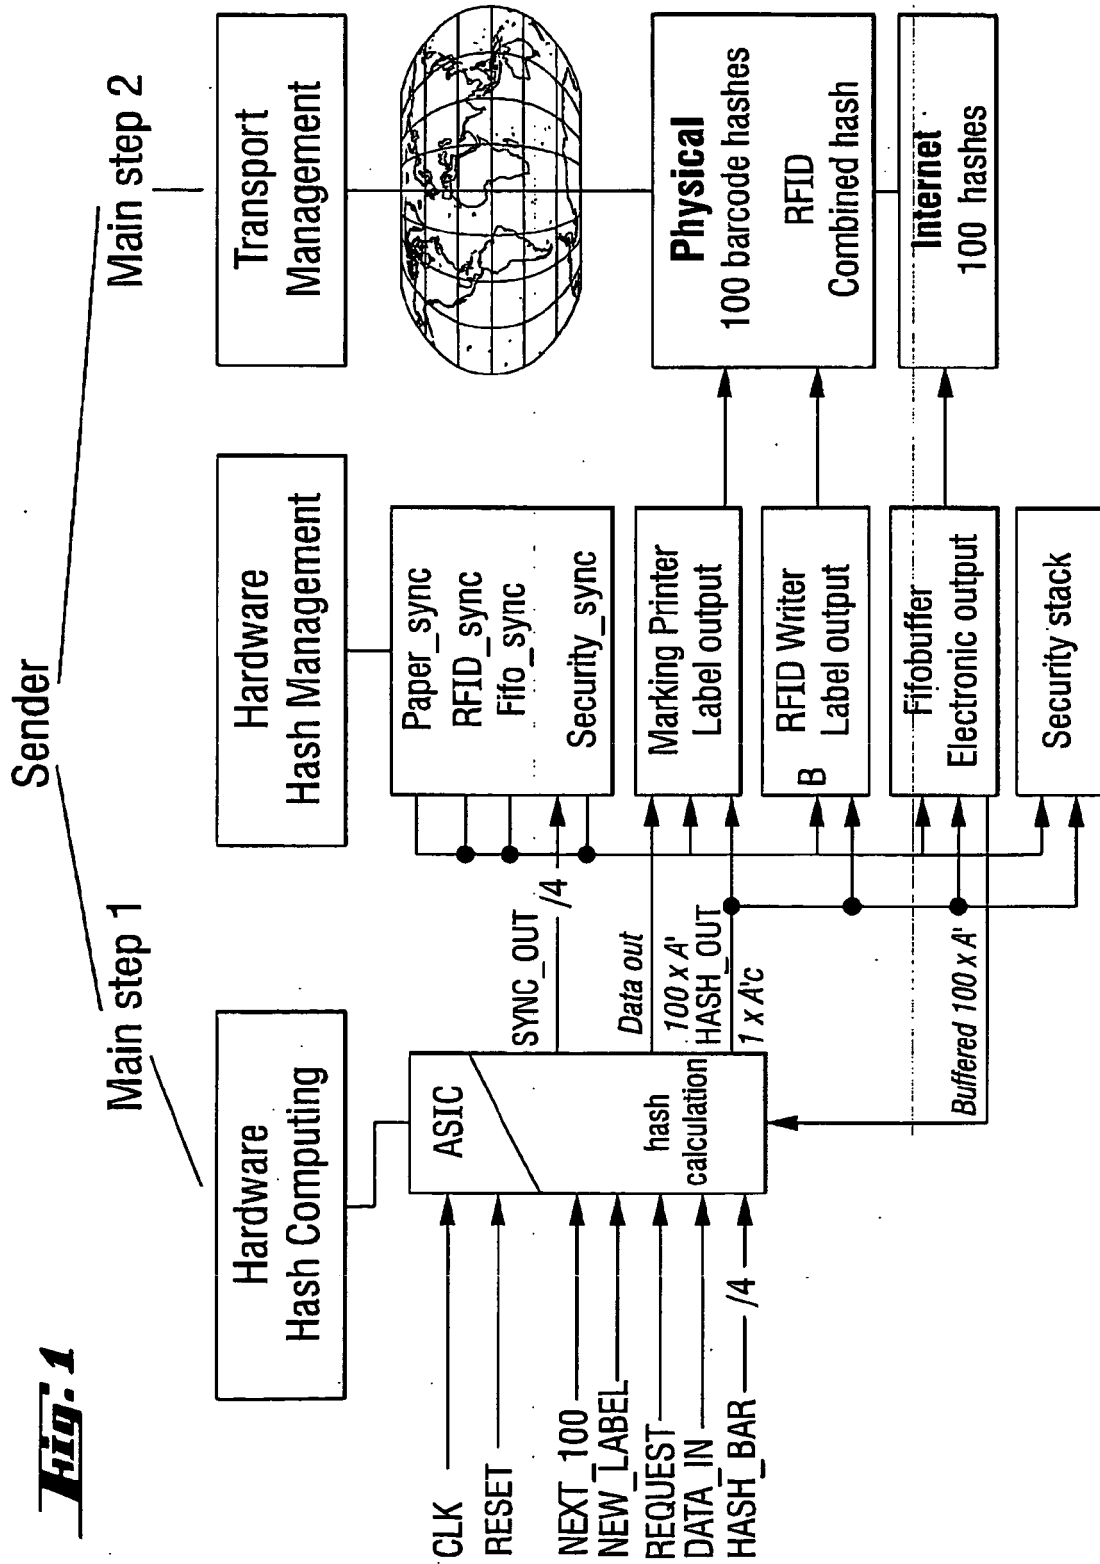 Fig. 1
Sender
Main step 1
Main step 2
Hardware
Hash Computing
Hardware
Hash Management
Transport
Management
CLK
RESET
NEXT_100
NEW_LABEL
REQUEST
DATA_IN
HASH_BAR
/4
ASIC
hash
calculation
SYNC_OUT
/4
Data out
100 x A'
HASH_OUT
1 x A'c
Buffered 100 x A'
Paper_sync
RFID_sync
Fifo_sync
Security_sync
Marking Printer
Label output
RFID Writer
B Label output
Fifobuffer
Electronic output
Security stack
Physical
100 barcode hashes
RFID
Combined hash
Internet
100 hashes